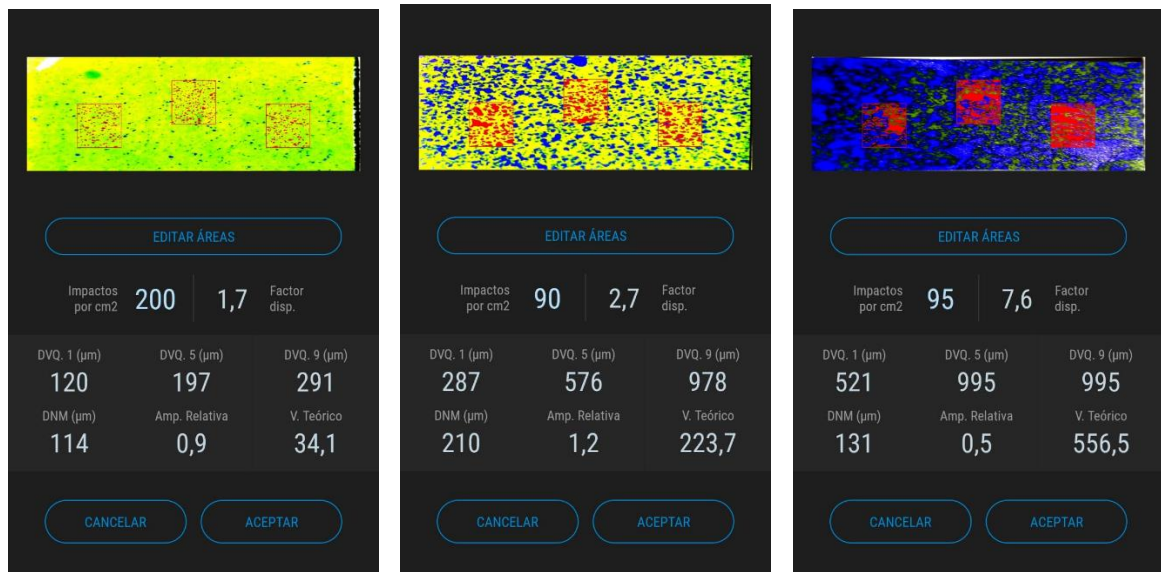 EDITAR ÁREAS
Impactos por cm2 200 1,7 Factor disp.
DVQ. 1 (µm) DVQ. 5 (µm) DVQ. 9 (µm)
120 197 291
DNM (µm) Amp. Relativa V. Teórico
114 0,9 34,1
CANCELAR ACEPTAR
EDITAR ÁREAS
Impactos por cm2 90 2,7 Factor disp.
DVQ. 1 (µm) DVQ. 5 (µm) DVQ. 9 (µm)
287 576 978
DNM (µm) Amp. Relativa V. Teórico
210 1,2 223,7
CANCELAR ACEPTAR
EDITAR ÁREAS
Impactos por cm2 95 7,6 Factor disp.
DVQ. 1 (µm) DVQ. 5 (µm) DVQ. 9 (µm)
521 995 995
DNM (µm) Amp. Relativa V. Teórico
131 0,5 556,5
CANCELAR ACEPTAR